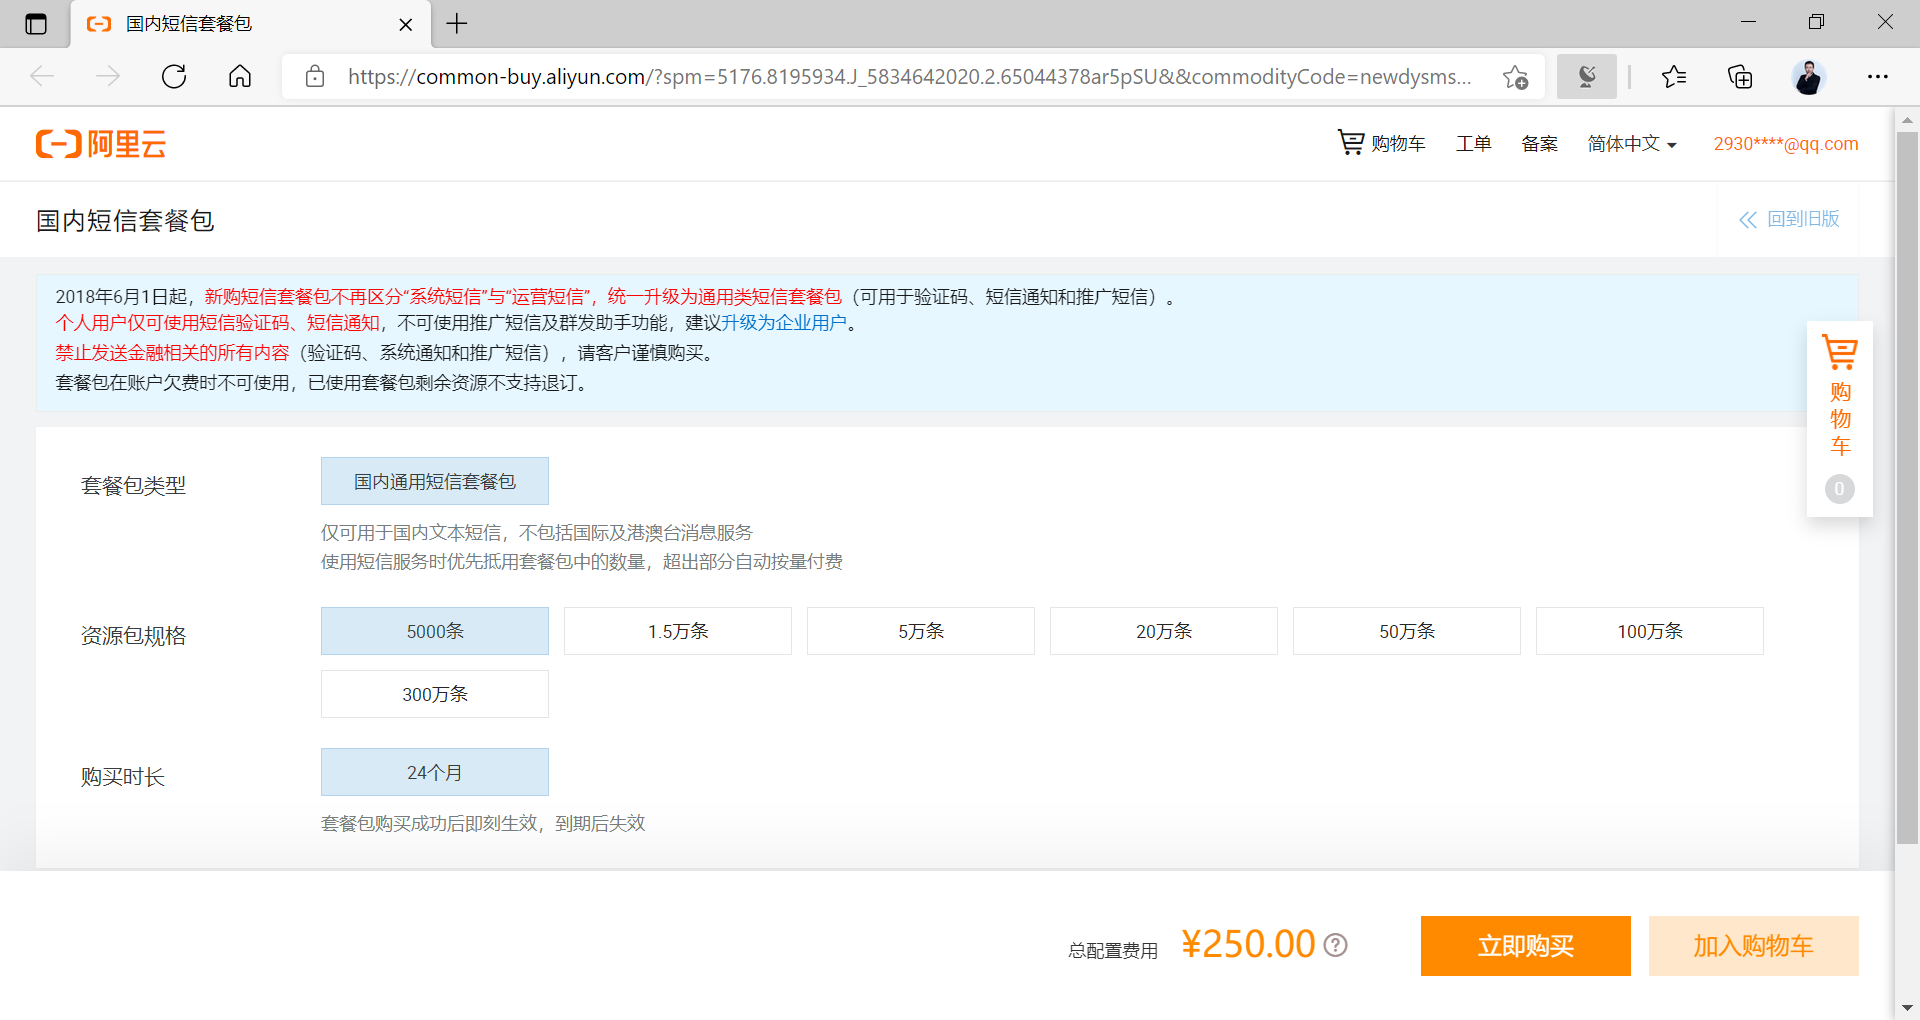 国内短信套餐包
https://common-buy.aliyun.com/?spm=5176.8195934.J_5834642020.2.65044378ar5pSU&&commodityCode=newdysms...
阿里云
购物车 工单 备案 简体中文 2930****@qq.com
国内短信套餐包
回到旧版
2018年6月1日起，新购短信套餐包不再区分“系统短信”与“运营短信”，统一升级为通用类短信套餐包（可用于验证码、短信通知和推广短信）。
个人用户仅可使用短信验证码、短信通知，不可使用推广短信及群发助手功能，建议升级为企业用户。
禁止发送金融相关的所有内容（验证码、系统通知和推广短信），请客户谨慎购买。
套餐包在账户欠费时不可使用，已使用套餐包剩余资源不支持退订。
购
物
车
0
套餐包类型
国内通用短信套餐包
仅可用于国内文本短信，不包括国际及港澳台消息服务
使用短信服务时优先抵用套餐包中的数量，超出部分自动按量付费
资源包规格
5000条 1.5万条 5万条 20万条 50万条 100万条
300万条
购买时长
24个月
套餐包购买成功后即刻生效，到期后失效
总配置费用 ¥250.00 ?
立即购买 加入购物车